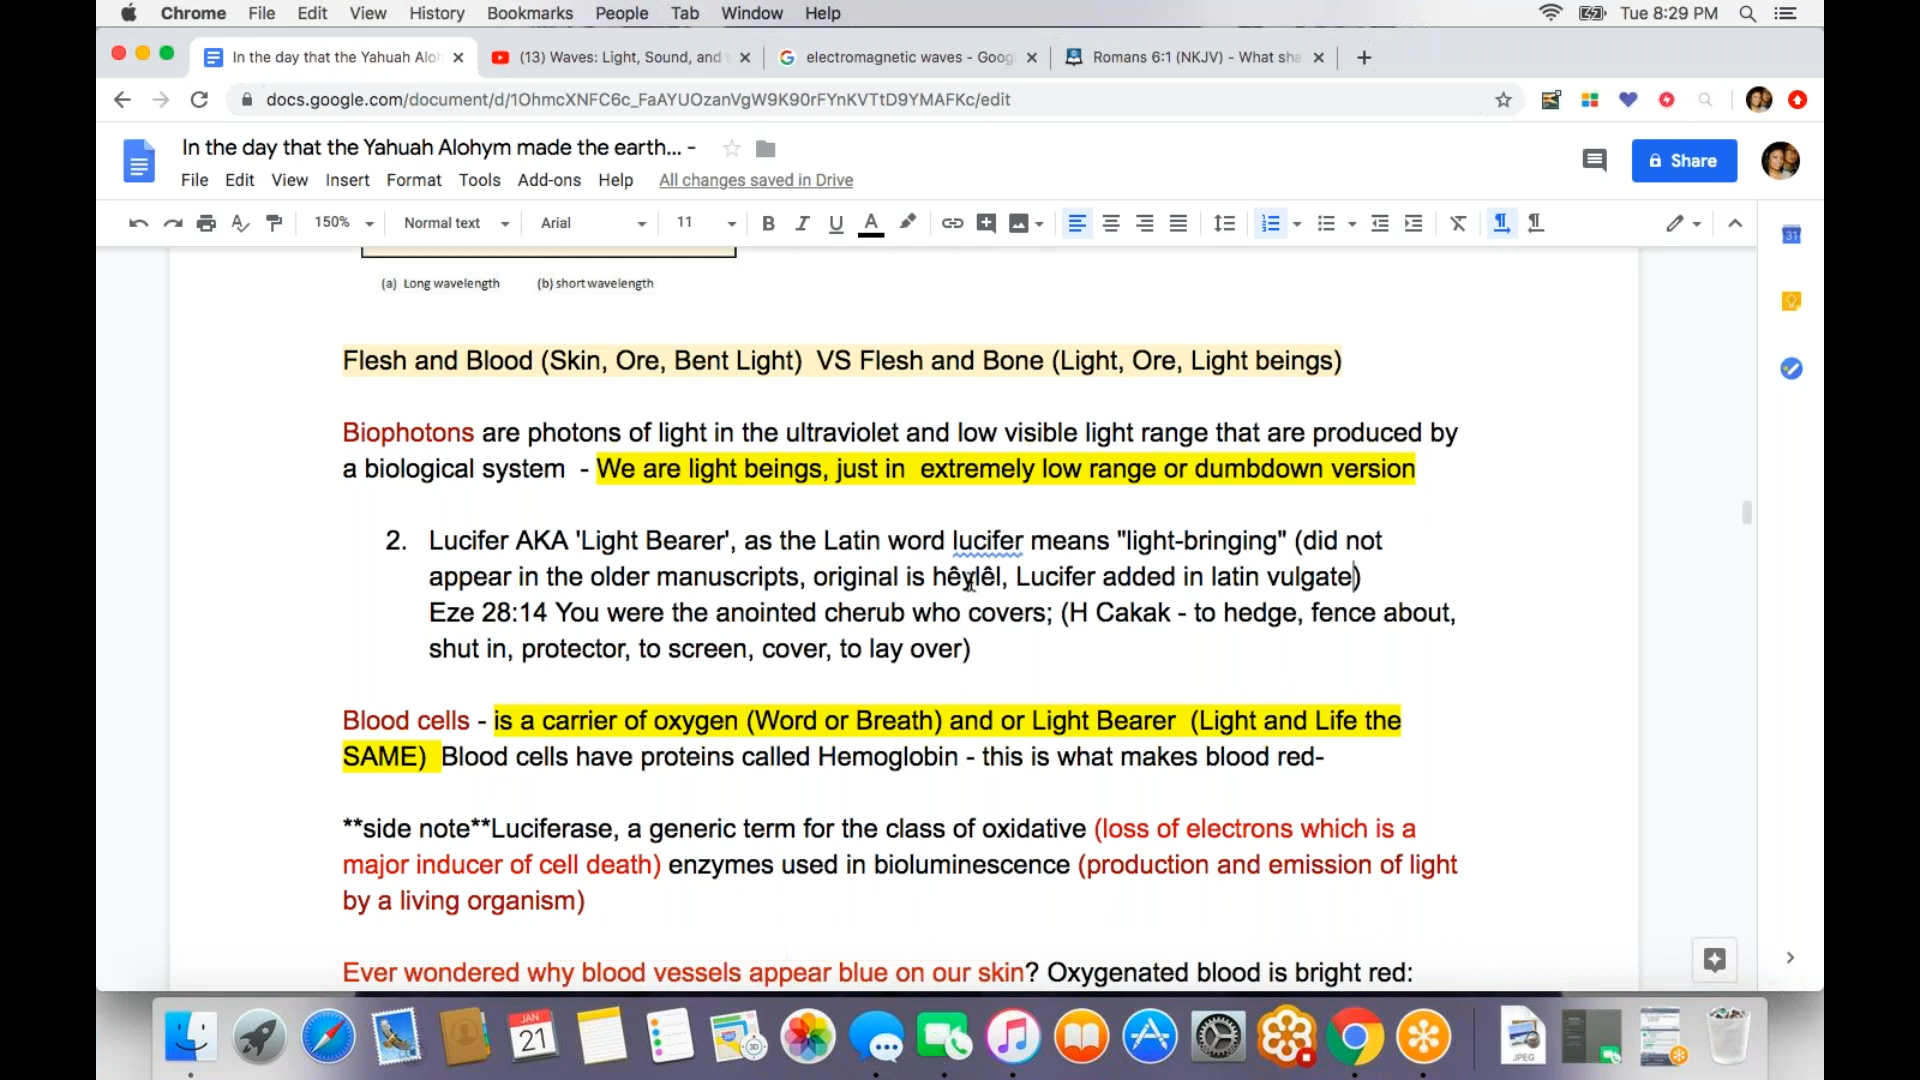 Chrome File Edit View History Bookmarks People Tab Window Help Tue 8:29 PM
In the day that the Yahuah Aloh (13) Waves: Light, Sound, and electromagnetic waves - Goog Romans 6:1 (NKJV) - What sha
docs.google.com/document/d/1OhmcXNFC6c_FaAYUOzanVgW9K90rFYnKVTtD9YMAFKc/edit
In the day that the Yahuah Alohym made the earth... -
Share
File Edit View Insert Format Tools Add-ons Help All changes saved in Drive
150% Normal text Arial 11
31
(a) Long wavelength (b) short wavelength
Flesh and Blood (Skin, Ore, Bent Light) VS Flesh and Bone (Light, Ore, Light beings)
Biophotons are photons of light in the ultraviolet and low visible light range that are produced by
a biological system - We are light beings, just in extremely low range or dumbdown version
2. Lucifer AKA 'Light Bearer', as the Latin word lucifer means "light-bringing" (did not
appear in the older manuscripts, original is hêylêl, Lucifer added in latin vulgate)
Eze 28:14 You were the anointed cherub who covers; (H Cakak - to hedge, fence about,
shut in, protector, to screen, cover, to lay over)
Blood cells - is a carrier of oxygen (Word or Breath) and or Light Bearer (Light and Life the
SAME) Blood cells have proteins called Hemoglobin - this is what makes blood red-
**side note**Luciferase, a generic term for the class of oxidative (loss of electrons which is a
major inducer of cell death) enzymes used in bioluminescence (production and emission of light
by a living organism)
Ever wondered why blood vessels appear blue on our skin? Oxygenated blood is bright red:
JAN
21
3D
JPEG